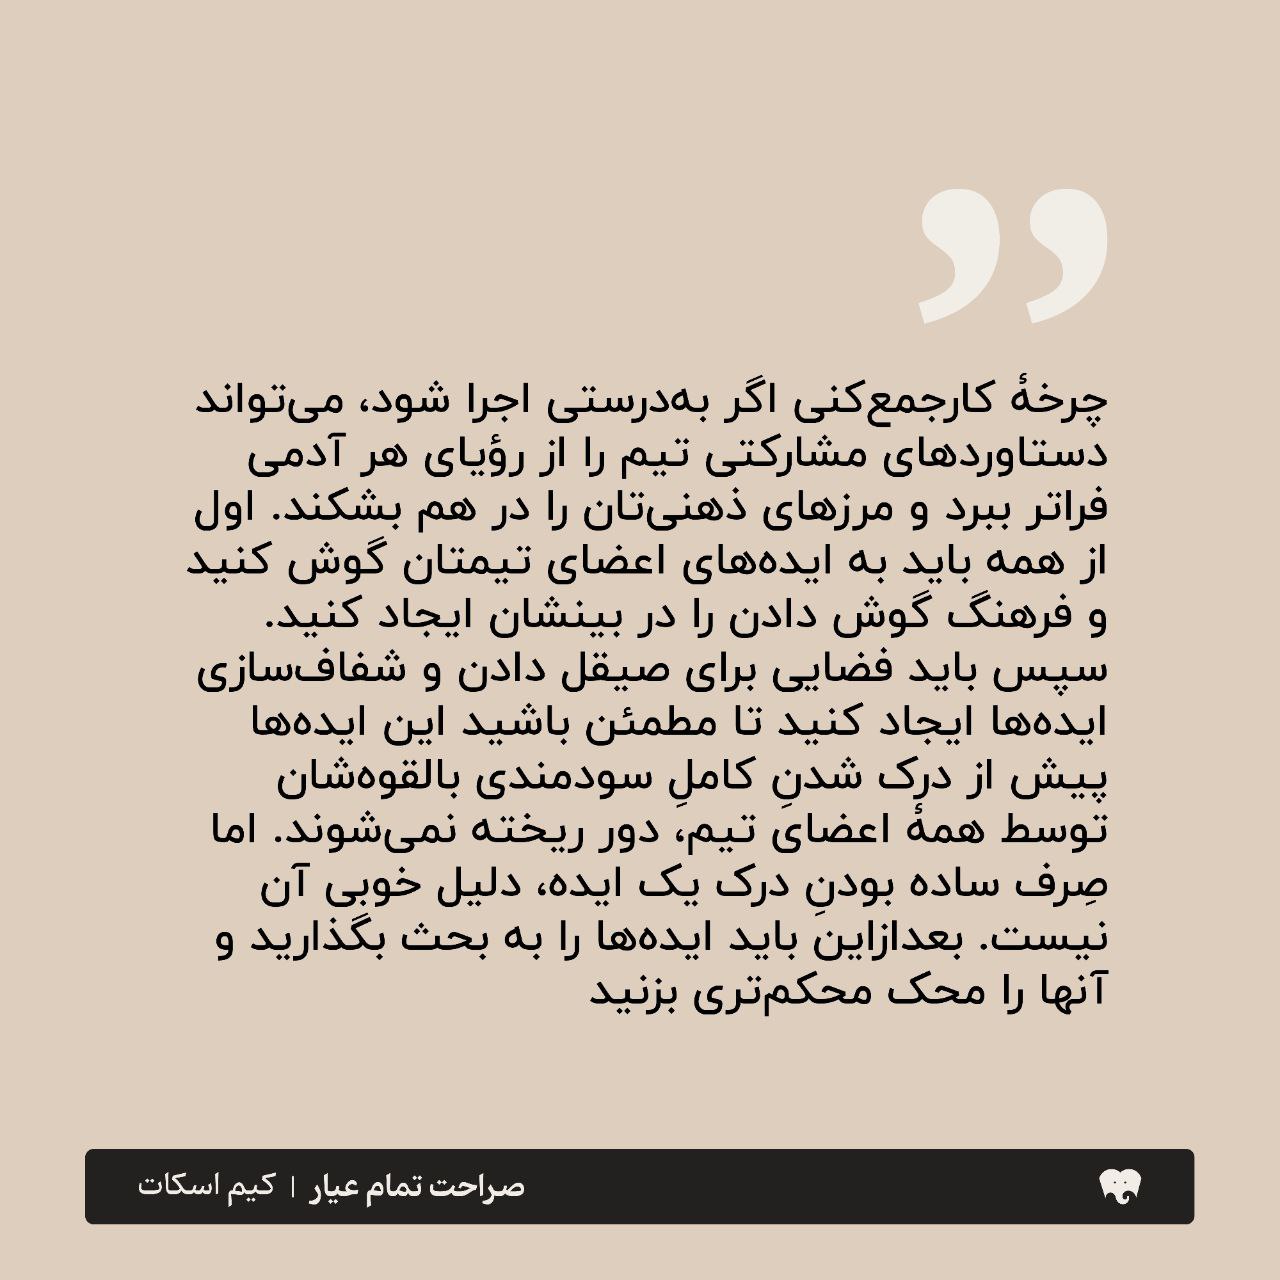 چرخهٔ کارجمع‌کنی اگر به‌درستی اجرا شود، می‌تواند
دستاوردهای مشارکتی تیم را از رؤیای هر آدمی
فراتر ببرد و مرزهای ذهنی‌تان را در هم بشکند. اول
از همه باید به ایده‌های اعضای تیمتان گوش کنید
و فرهنگ گوش دادن را در بینشان ایجاد کنید.
سپس باید فضایی برای صیقل دادن و شفاف‌سازی
ایده‌ها ایجاد کنید تا مطمئن باشید این ایده‌ها
پیش از درک شدنِ کاملِ سودمندی بالقوه‌شان
توسط همهٔ اعضای تیم، دور ریخته نمی‌شوند. اما
صِرف ساده بودنِ درک یک ایده، دلیل خوبی آن
نیست. بعدازاین باید ایده‌ها را به بحث بگذارید و
آنها را محک محکم‌تری بزنید
صراحت تمام عیار | کیم اسکات